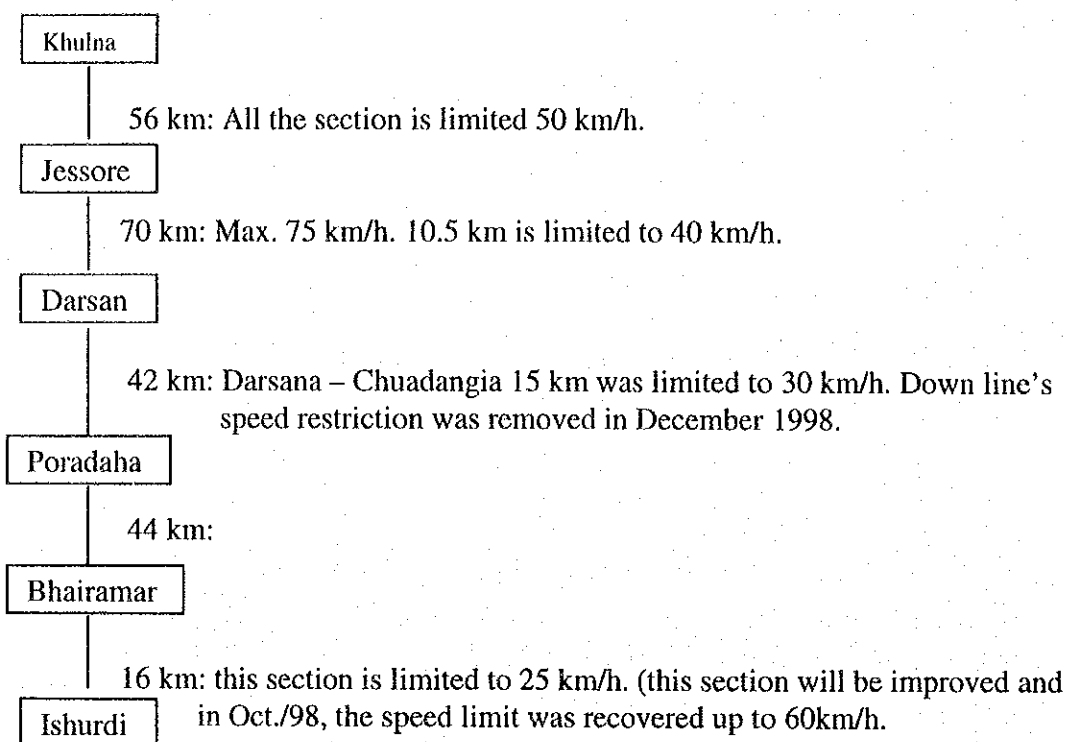 Khulna
56 km: All the section is limited 50 km/h.
Jessore
70 km: Max. 75 km/h. 10.5 km is limited to 40 km/h.
Darsan
42 km: Darsana – Chuadangia 15 km was limited to 30 km/h. Down line's
speed restriction was removed in December 1998.
Poradaha
44 km:
Bhairamar
16 km: this section is limited to 25 km/h. (this section will be improved and
in Oct./98, the speed limit was recovered up to 60km/h.
Ishurdi